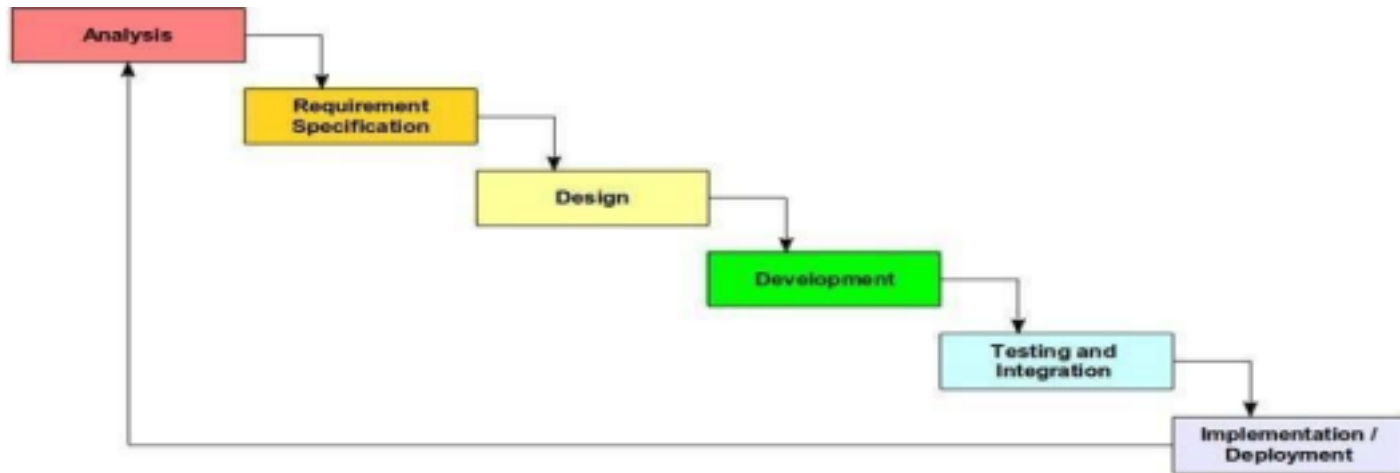 Analysis
Requirement
Specification
Design
Development
Testing and
Integration
Implementation /
Deployment